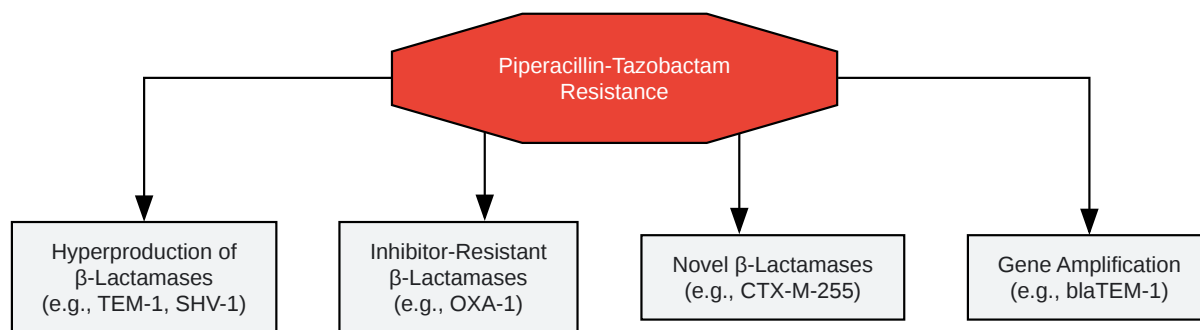 Piperacillin-Tazobactam
Resistance
Hyperproduction of
β-Lactamases
(e.g., TEM-1, SHV-1)
Inhibitor-Resistant
β-Lactamases
(e.g., OXA-1)
Novel β-Lactamases
(e.g., CTX-M-255)
Gene Amplification
(e.g., blaTEM-1)